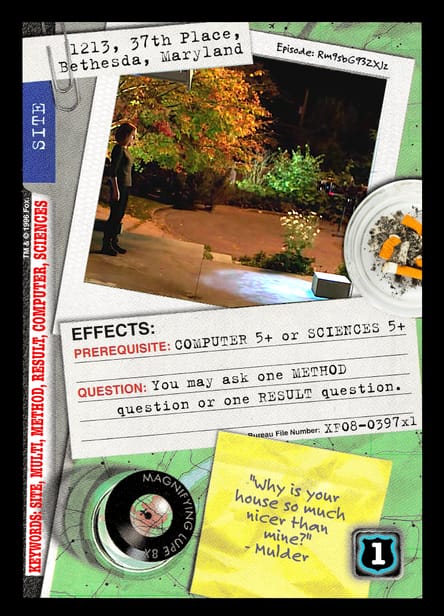 1213, 37th Place,
Bethesda, Maryland
Episode: Rm9sbG93ZXJz
SITE
TM & © 1996 Fox.
KEYWORDS: SITE, MULTI, METHOD, RESULT, COMPUTER, SCIENCES
EFFECTS:
PREREQUISITE: COMPUTER 5+ or SCIENCES 5+
QUESTION: You may ask one METHOD
question or one RESULT question.
Bureau File Number: XF08-0397x1
MAGNIFYING LUPE 8X
"Why is your
house so much
nicer than
mine?"
- Mulder
1